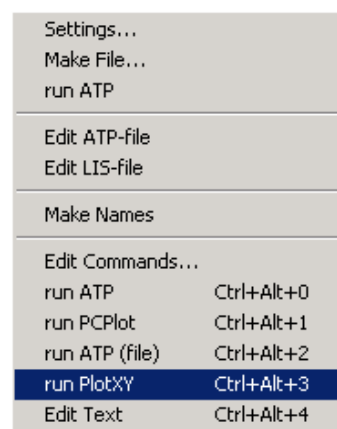 Settings...
Make File...
run ATP
Edit ATP-file
Edit LIS-file
Make Names
Edit Commands...
run ATP Ctrl+Alt+0
run PCPlot Ctrl+Alt+1
run ATP (file) Ctrl+Alt+2
run PlotXY Ctrl+Alt+3
Edit Text Ctrl+Alt+4